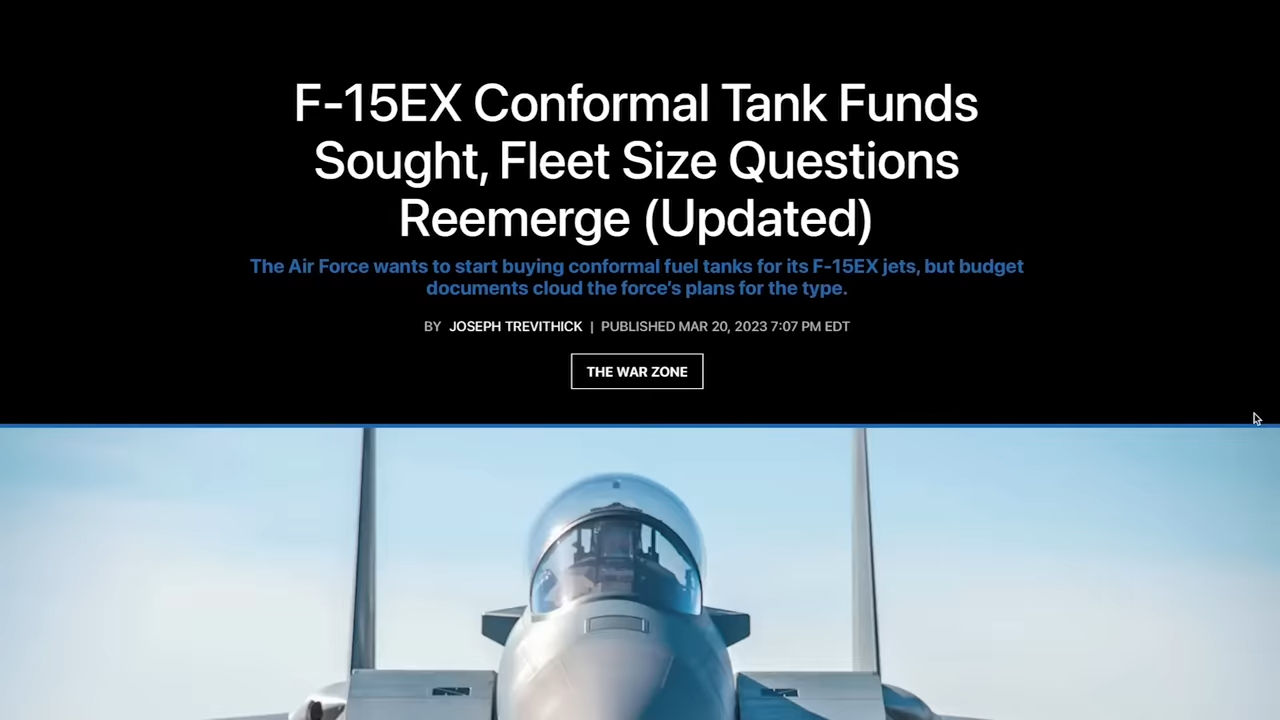 F-15EX Conformal Tank Funds
Sought, Fleet Size Questions
Reemerge (Updated)
The Air Force wants to start buying conformal fuel tanks for its F-15EX jets, but budget
documents cloud the force’s plans for the type.
BY JOSEPH TREVITHICK | PUBLISHED MAR 20, 2023 7:07 PM EDT
THE WAR ZONE